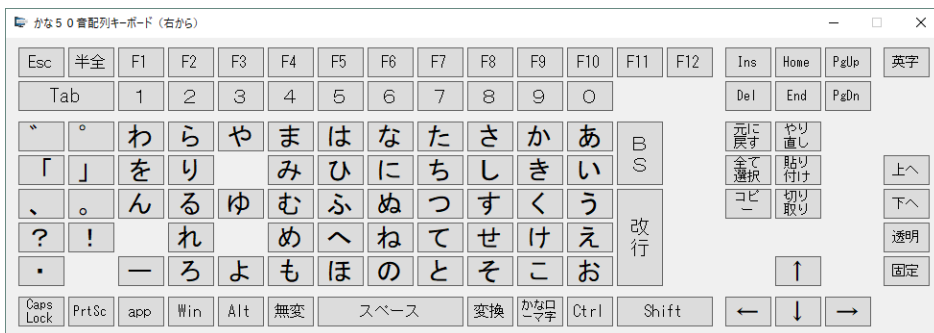 かな５０音配列キーボード（右から）
Esc 半全 F1 F2 F3 F4 F5 F6 F7 F8 F9 F10 F11 F12 Ins Home PgUp 英字
Tab 1 2 3 4 5 6 7 8 9 0 Del End PgDn
゛ ゜ わ ら や ま は な た さ か あ BS 元に戻す やり直し
「 」 を り み ひ に ち し き い 全て選択 貼り付け 上へ
、 。 ん る ゆ む ふ ぬ つ す く う 改行 コピー 切り取り 下へ
? ! れ め へ ね て せ け え 透明
・ ー ろ よ も ほ の と そ こ お ↑ 固定
Caps Lock PrtSc app Win Alt 無変 スペース 変換 かなローマ字 Ctrl Shift ← ↓ →